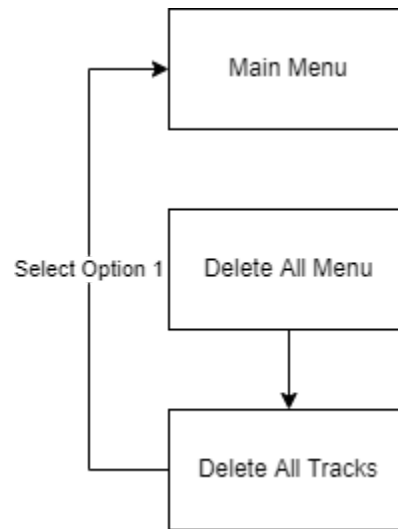 Main Menu
Select Option 1
Delete All Menu
Delete All Tracks